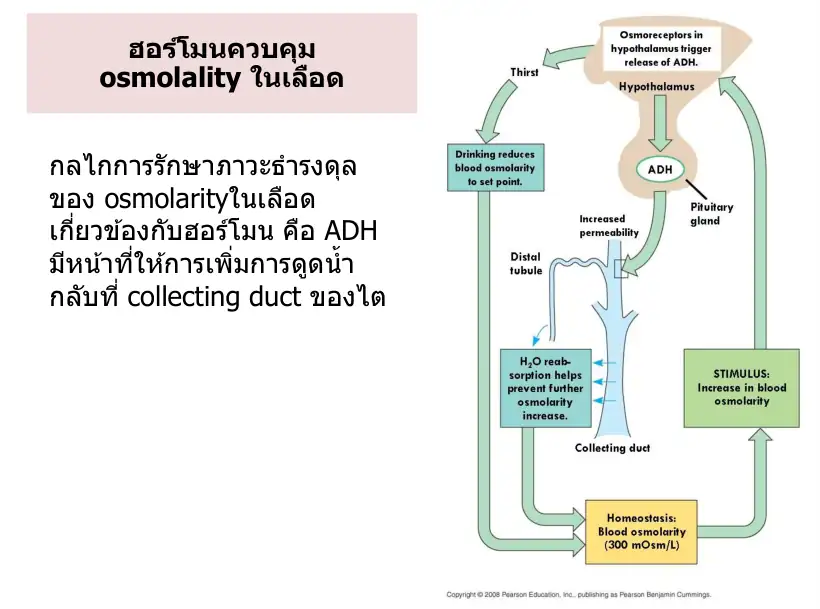 ฮอร์โมนควบคุม
osmolality ในเลือด
กลไกการรักษาภาวะธำรงดุล
ของ osmolarityในเลือด
เกี่ยวข้องกับฮอร์โมน คือ ADH
มีหน้าที่ให้การเพิ่มการดูดน้ำ
กลับที่ collecting duct ของไต
Osmoreceptors in
hypothalamus trigger
release of ADH.
Thirst
Hypothalamus
Drinking reduces
blood osmolarity
to set point.
ADH
Pituitary
gland
Increased
permeability
Distal
tubule
H₂O reab-
sorption helps
prevent further
osmolarity
increase.
STIMULUS:
Increase in blood
osmolarity
Collecting duct
Homeostasis:
Blood osmolarity
(300 mOsm/L)
Copyright © 2008 Pearson Education, Inc., publishing as Pearson Benjamin Cummings.